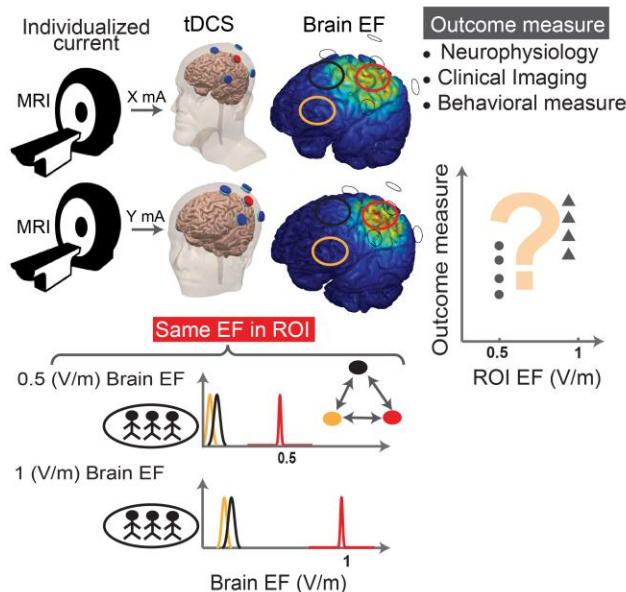 Individualized
current
tDCS
Brain EF
Outcome measure
• Neurophysiology
• Clinical Imaging
• Behavioral measure
MRI
X mA
MRI
Y mA
Outcome measure
?
0.5
1
ROI EF (V/m)
Same EF in ROI
0.5 (V/m) Brain EF
0.5
1 (V/m) Brain EF
1
Brain EF (V/m)